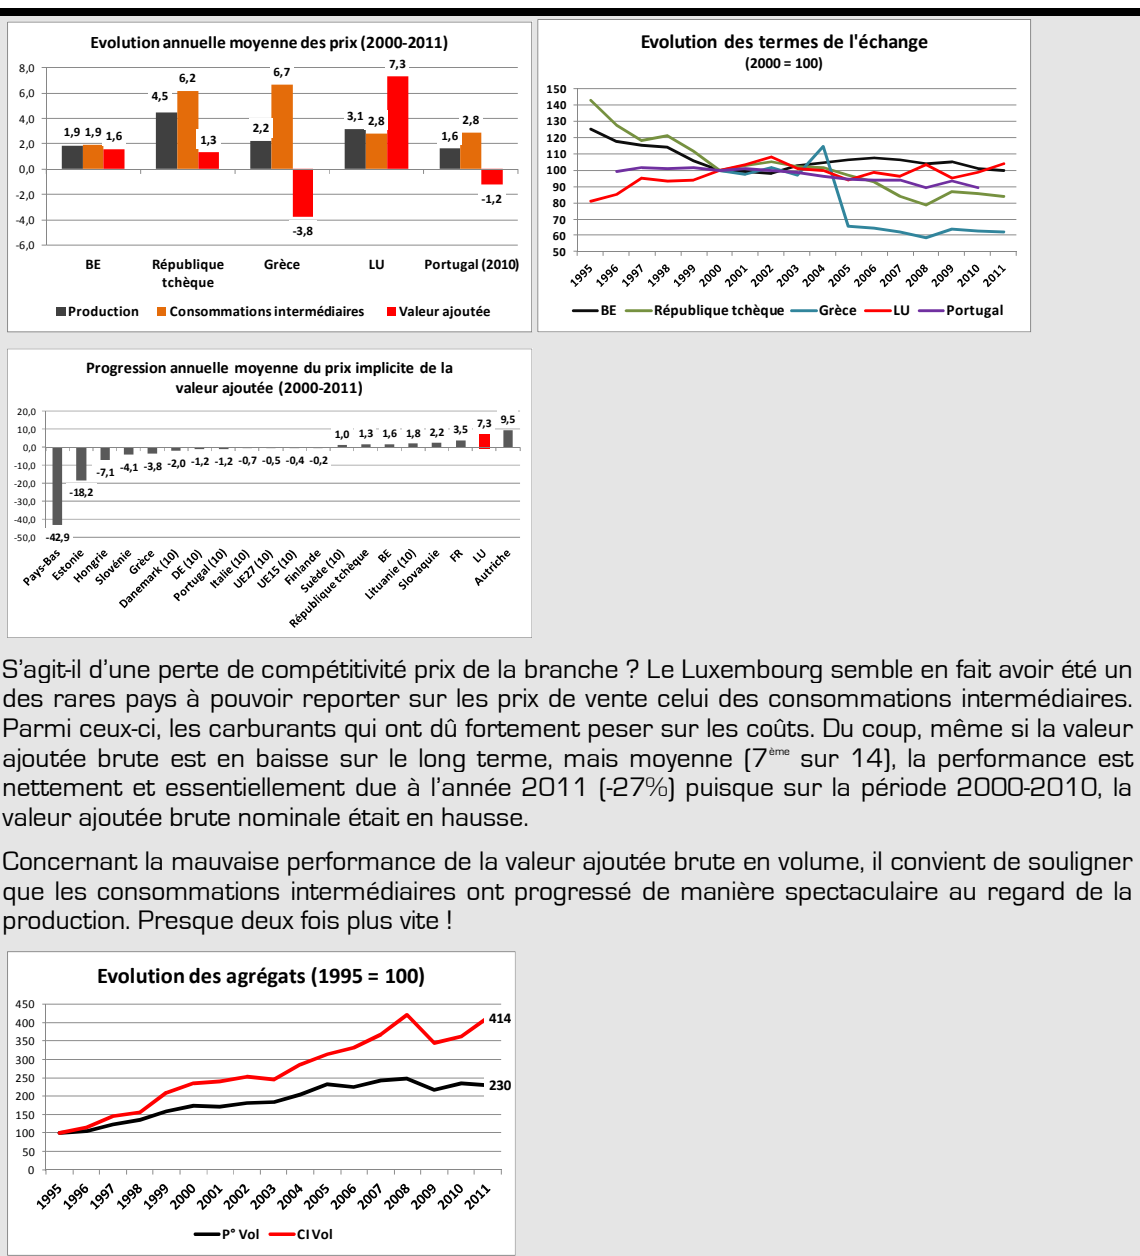 Evolution annuelle moyenne des prix (2000-2011)
8,0
6,0
4,0
2,0
0,0
-2,0
-4,0
-6,0
1,9 1,9 1,6
4,5 6,2 1,3
2,2 6,7 -3,8
3,1 2,8 7,3
1,6 2,8 -1,2
BE République tchèque Grèce LU Portugal (2010)
Production Consommations intermédiaires Valeur ajoutée
Evolution des termes de l'échange
(2000 = 100)
150
140
130
120
110
100
90
80
70
60
50
1995 1996 1997 1998 1999 2000 2001 2002 2003 2004 2005 2006 2007 2008 2009 2010 2011
BE République tchèque Grèce LU Portugal
Progression annuelle moyenne du prix implicite de la
valeur ajoutée (2000-2011)
20,0
10,0
0,0
-10,0
-20,0
-30,0
-40,0
-50,0
-42,9 -18,2 -7,1 -4,1 -3,8 -2,0 -1,2 -1,2 -0,7 -0,5 -0,4 -0,2 1,0 1,3 1,6 1,8 2,2 3,5 7,3 9,5
Pays-Bas Estonie Hongrie Slovénie Grèce Danemark (10) DE (10) Portugal (10) Italie (10) UE27 (10) UE15 (10) Finlande Suède (10) République tchèque BE Lituanie (10) Slovaquie FR LU Autriche
S'agit-il d'une perte de compétitivité prix de la branche ? Le Luxembourg semble en fait avoir été un
des rares pays à pouvoir reporter sur les prix de vente celui des consommations intermédiaires.
Parmi ceux-ci, les carburants qui ont dû fortement peser sur les coûts. Du coup, même si la valeur
ajoutée brute est en baisse sur le long terme, mais moyenne (7ème sur 14), la performance est
nettement et essentiellement due à l'année 2011 (-27%) puisque sur la période 2000-2010, la
valeur ajoutée brute nominale était en hausse.
Concernant la mauvaise performance de la valeur ajoutée brute en volume, il convient de souligner
que les consommations intermédiaires ont progressé de manière spectaculaire au regard de la
production. Presque deux fois plus vite !
Evolution des agrégats (1995 = 100)
450
400
350
300
250
200
150
100
50
0
414
230
1995 1996 1997 1998 1999 2000 2001 2002 2003 2004 2005 2006 2007 2008 2009 2010 2011
P° Vol CI Vol